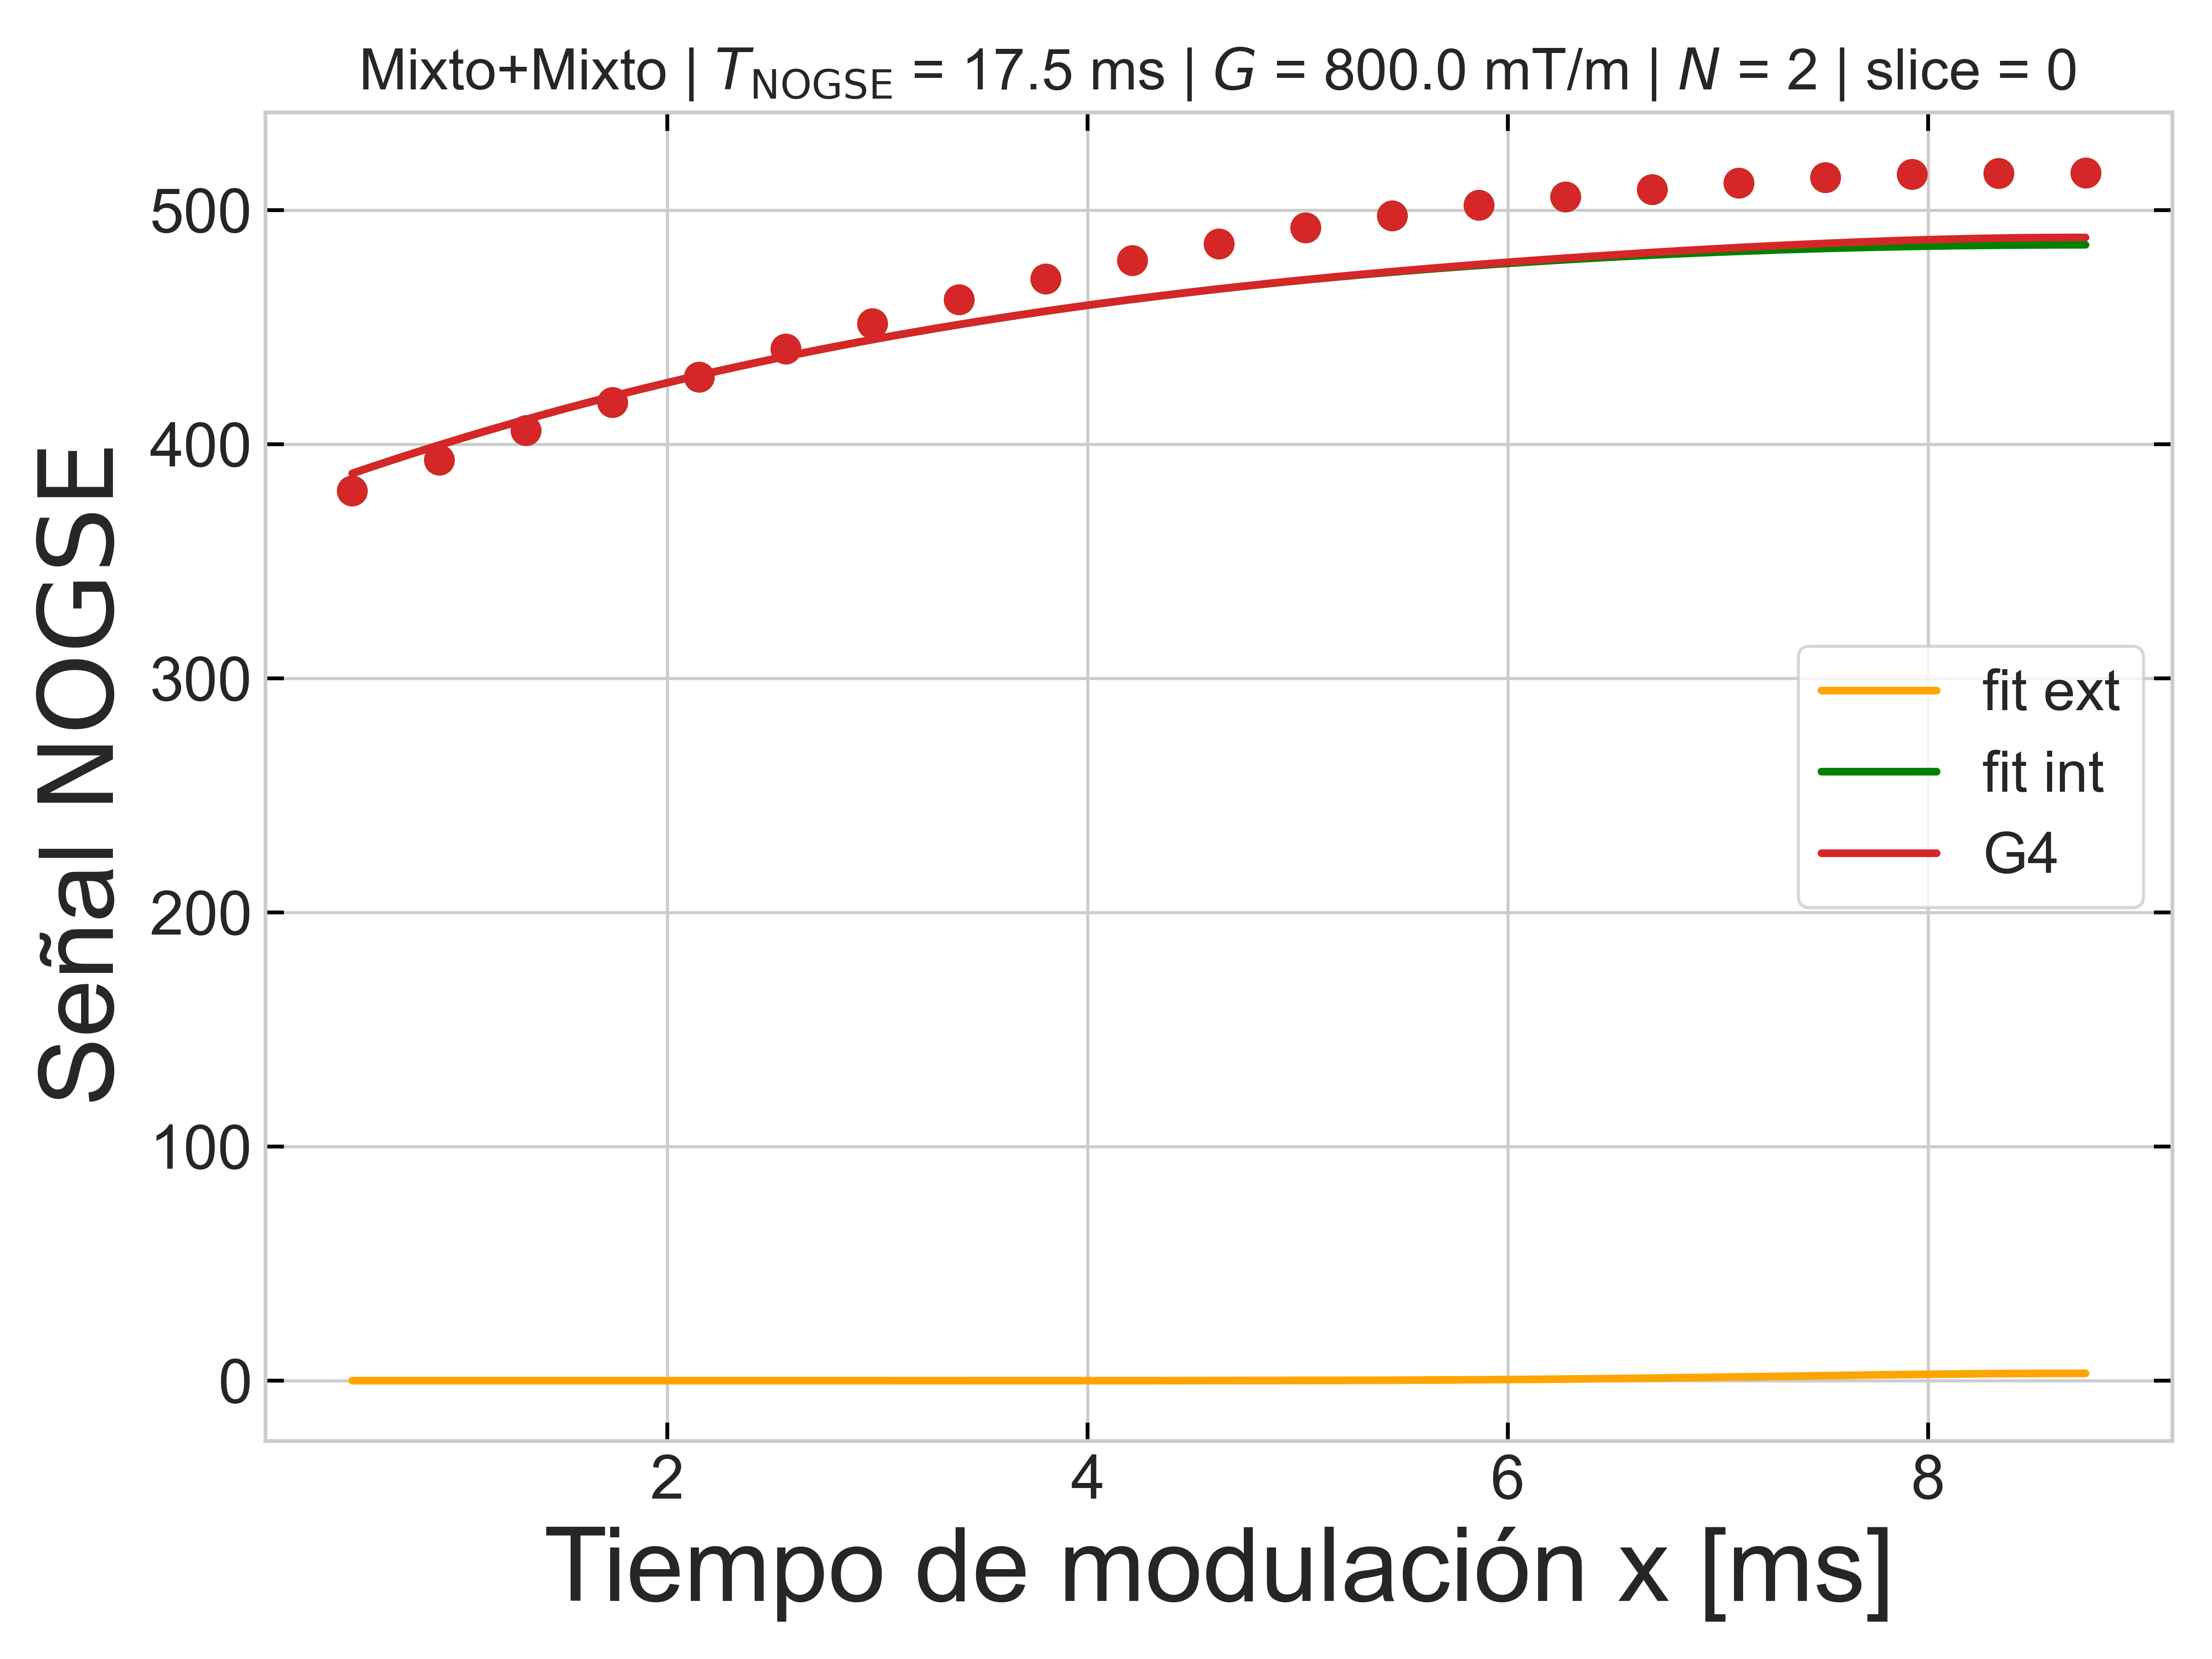 Mixto+Mixto | T_NOGSE = 17.5 ms | G = 800.0 mT/m | N = 2 | slice = 0
Señal NOGSE
500
400
300
200
100
0
fit ext
fit int
G4
2 4 6 8
Tiempo de modulación x [ms]